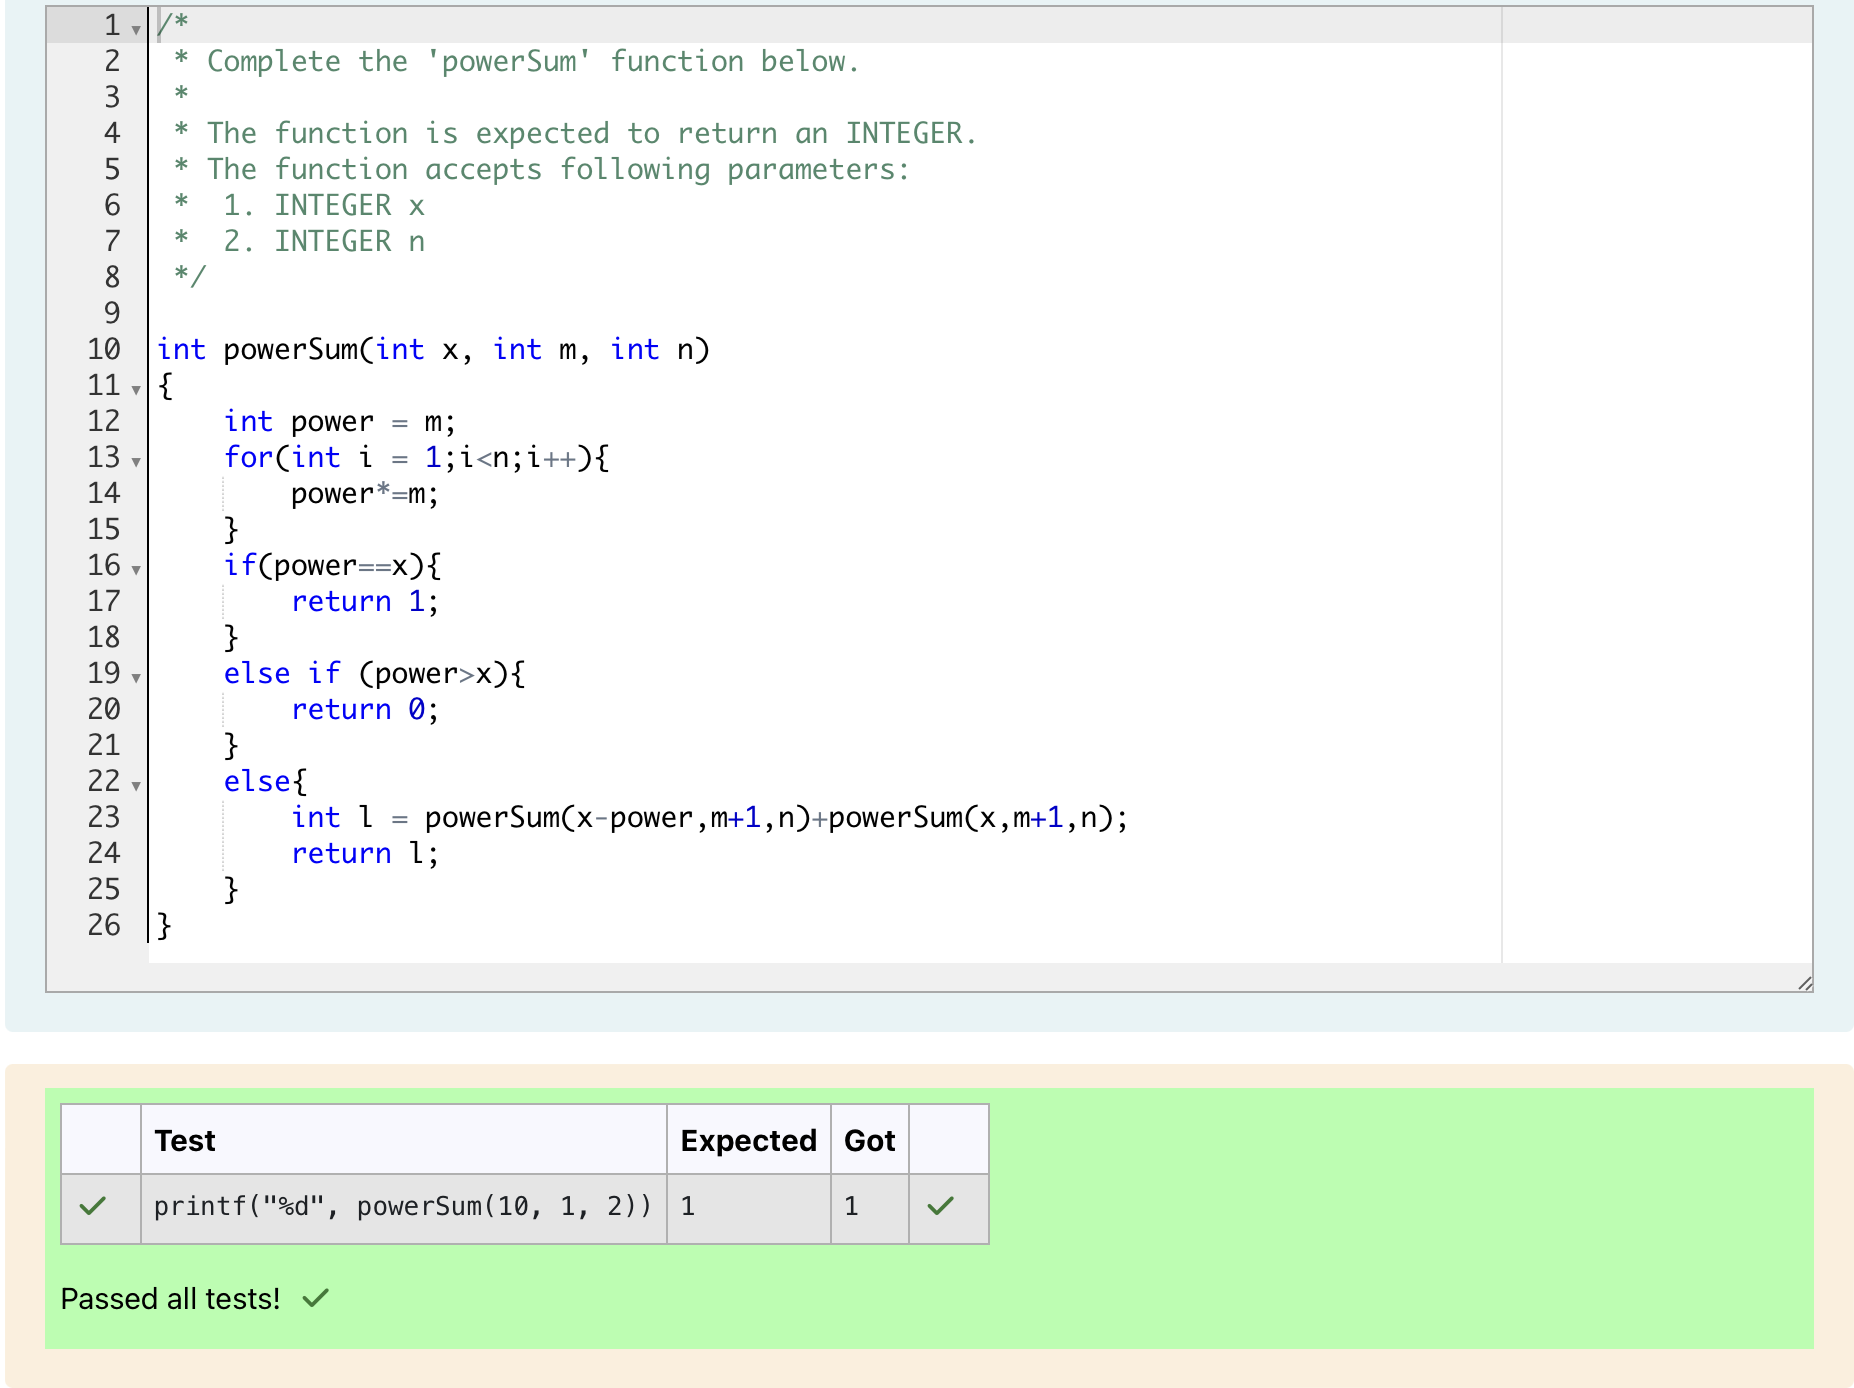 1 /*
2  * Complete the 'powerSum' function below.
3  *
4  * The function is expected to return an INTEGER.
5  * The function accepts following parameters:
6  *  1. INTEGER x
7  *  2. INTEGER n
8  */
9
10 int powerSum(int x, int m, int n)
11 {
12     int power = m;
13     for(int i = 1;i<n;i++){
14         power*=m;
15     }
16     if(power==x){
17         return 1;
18     }
19     else if (power>x){
20         return 0;
21     }
22     else{
23         int l = powerSum(x-power,m+1,n)+powerSum(x,m+1,n);
24         return l;
25     }
26 }
Test Expected Got
printf("%d", powerSum(10, 1, 2)) 1 1
Passed all tests!